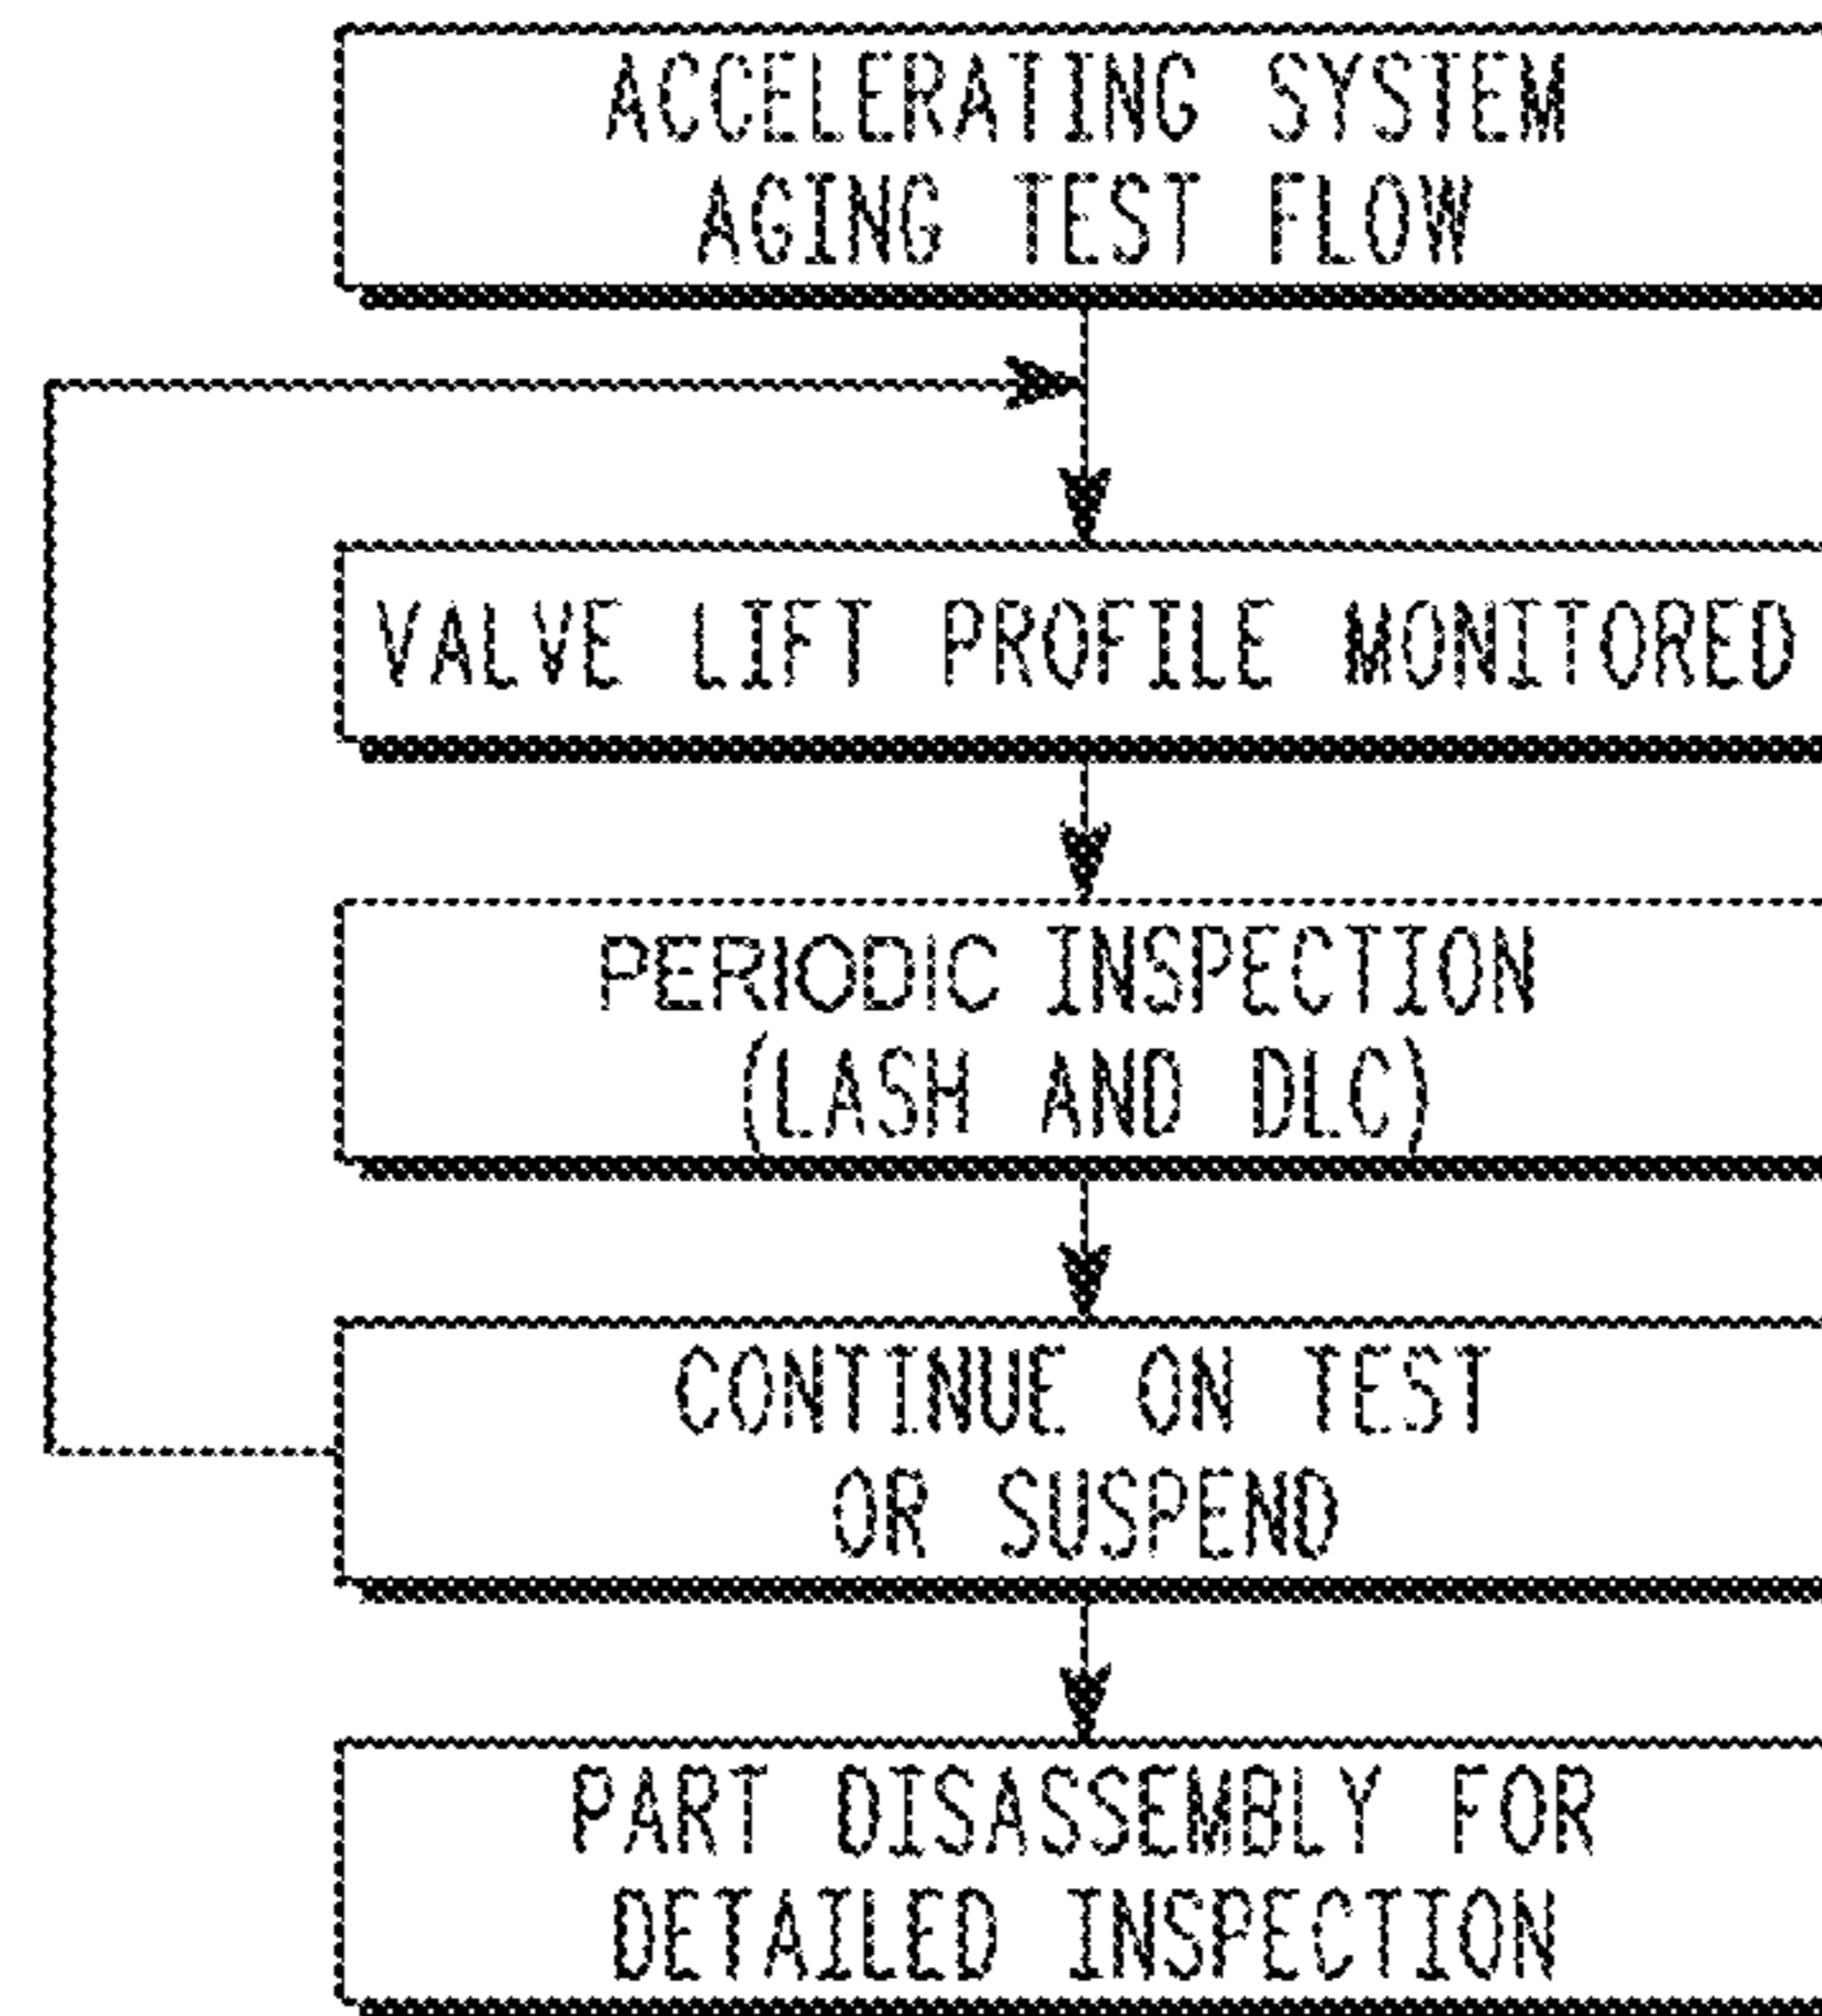 ACCELERATING SYSTEM
AGING TEST FLOW
VALVE LIFT PROFILE MONITORED
PERIODIC INSPECTION
(LASH AND DLC)
CONTINUE ON TEST
OR SUSPEND
PART DISASSEMBLY FOR
DETAILED INSPECTION